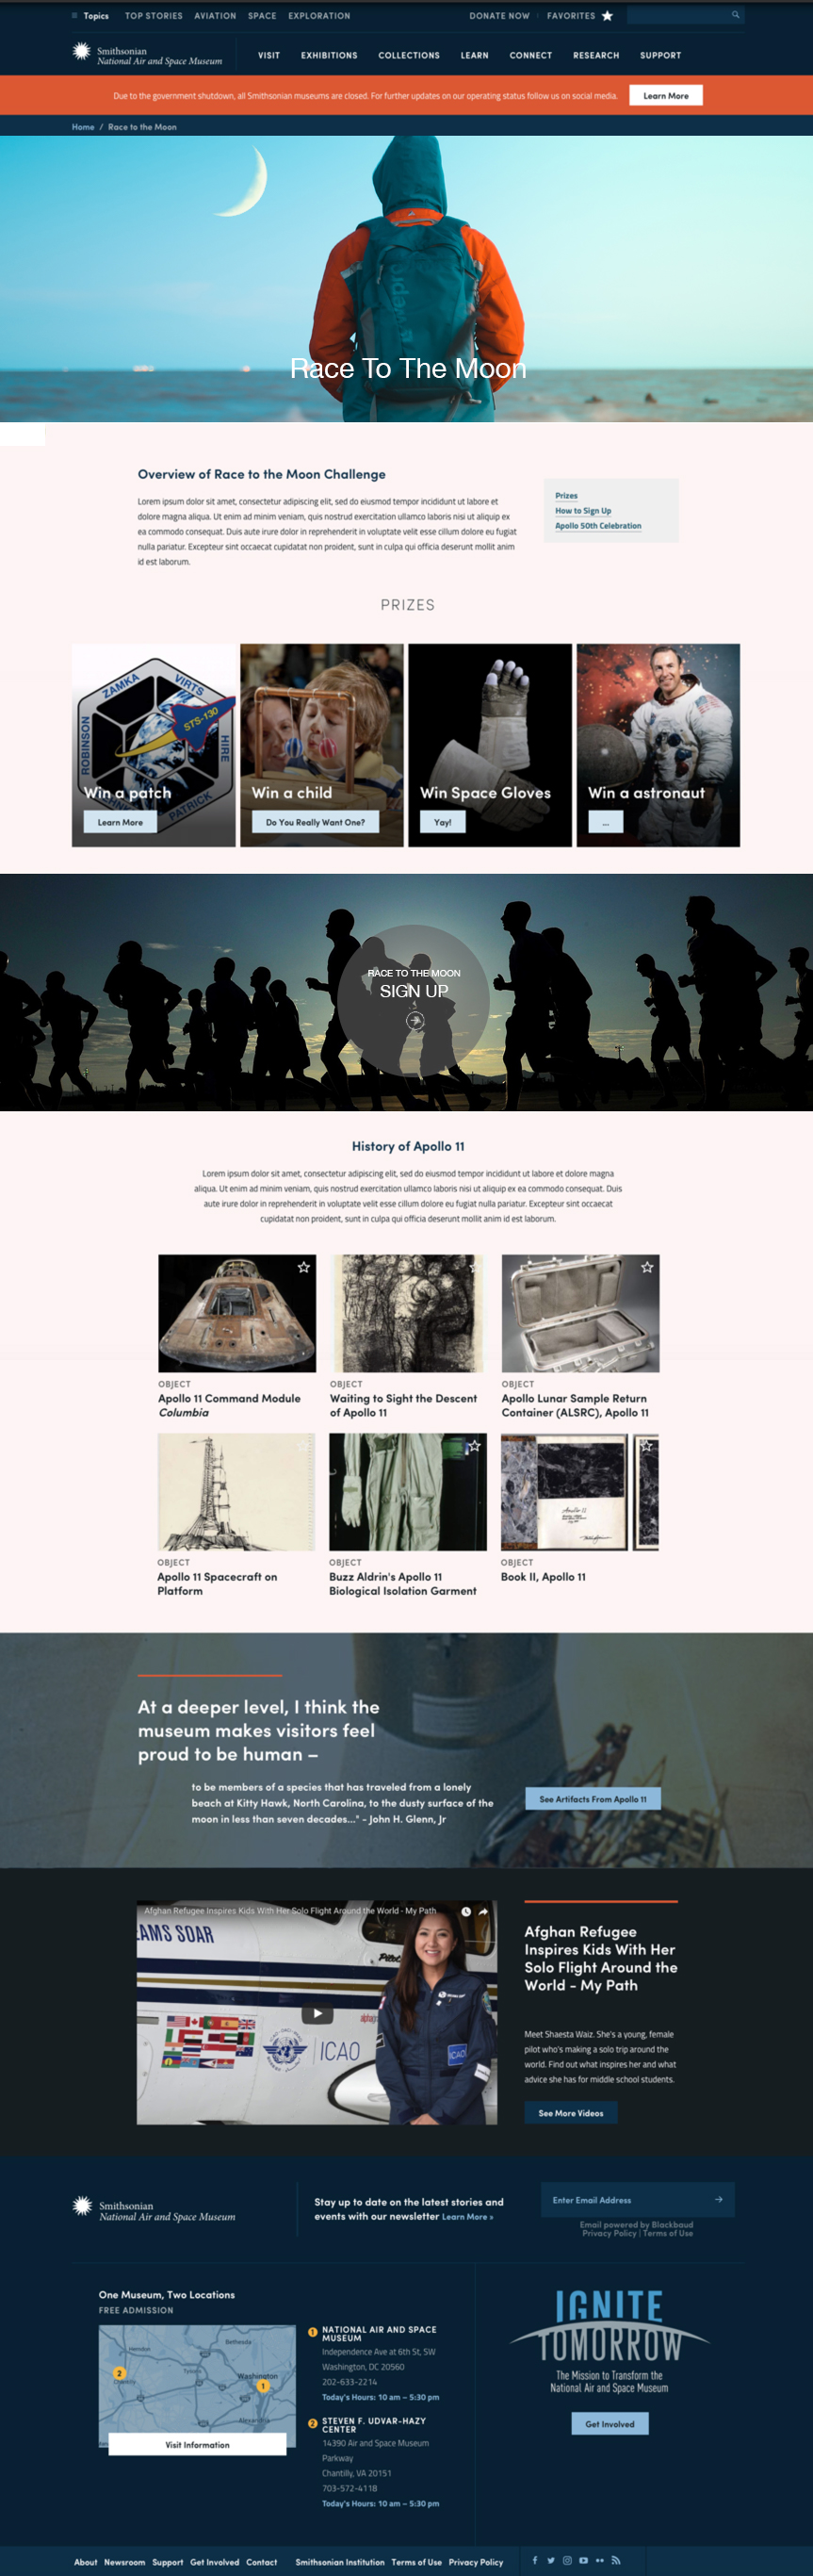 Topics TOP STORIES AVIATION SPACE EXPLORATION DONATE NOW FAVORITES
Smithsonian
National Air and Space Museum
VISIT EXHIBITIONS COLLECTIONS LEARN CONNECT RESEARCH SUPPORT
Due to the government shutdown, all Smithsonian museums are closed. For further updates on our operating status follow us on social media. Learn More
Home / Race to the Moon
wepro
Race To The Moon
Overview of Race to the Moon Challenge
Lorem ipsum dolor sit amet, consectetur adipiscing elit, sed do eiusmod tempor incididunt ut labore et
dolore magna aliqua. Ut enim ad minim veniam, quis nostrud exercitation ullamco laboris nisi ut aliquip ex
ea commodo consequat. Duis aute irure dolor in reprehenderit in voluptate velit esse cillum dolore eu fugiat
nulla pariatur. Excepteur sint occaecat cupidatat non proident, sunt in culpa qui officia deserunt mollit anim
id est laborum.
Prizes
How to Sign Up
Apollo 50th Celebration
PRIZES
ZAMKA
VIRTS
ROBINSON
STS-130
HIRE
PATRICK
Win a patch
Learn More
Win a child
Do You Really Want One?
Win Space Gloves
Yay!
Win a astronaut
...
RACE TO THE MOON
SIGN UP
History of Apollo 11
Lorem ipsum dolor sit amet, consectetur adipiscing elit, sed do eiusmod tempor incididunt ut labore et dolore magna
aliqua. Ut enim ad minim veniam, quis nostrud exercitation ullamco laboris nisi ut aliquip ex ea commodo consequat. Duis
aute irure dolor in reprehenderit in voluptate velit esse cillum dolore eu fugiat nulla pariatur. Excepteur sint occaecat
cupidatat non proident, sunt in culpa qui officia deserunt mollit anim id est laborum.
OBJECT
Apollo 11 Command Module
Columbia
OBJECT
Waiting to Sight the Descent
of Apollo 11
OBJECT
Apollo Lunar Sample Return
Container (ALSRC), Apollo 11
Apollo II
OBJECT
Apollo 11 Spacecraft on
Platform
OBJECT
Buzz Aldrin's Apollo 11
Biological Isolation Garment
OBJECT
Book II, Apollo 11
At a deeper level, I think the
museum makes visitors feel
proud to be human –
to be members of a species that has traveled from a lonely
beach at Kitty Hawk, North Carolina, to the dusty surface of the
moon in less than seven decades..." - John H. Glenn, Jr
See Artifacts From Apollo 11
Afghan Refugee Inspires Kids With Her Solo Flight Around the World - My Path
AMS SOAR
Pilot
ICAO
ICAO
Afghan Refugee
Inspires Kids With Her
Solo Flight Around the
World - My Path
Meet Shaesta Waiz. She's a young, female
pilot who's making a solo trip around the
world. Find out what inspires her and what
advice she has for middle school students.
See More Videos
Smithsonian
National Air and Space Museum
Stay up to date on the latest stories and
events with our newsletter Learn More »
Enter Email Address
Email powered by Blackbaud
Privacy Policy | Terms of Use
One Museum, Two Locations
FREE ADMISSION
Herndon
Bethesda
Tysons
Washington
Chantilly
Alexandria
2
1
Visit Information
1 NATIONAL AIR AND SPACE
MUSEUM
Independence Ave at 6th St, SW
Washington, DC 20560
202-633-2214
Today's Hours: 10 am – 5:30 pm
2 STEVEN F. UDVAR-HAZY
CENTER
14390 Air and Space Museum
Parkway
Chantilly, VA 20151
703-572-4118
Today's Hours: 10 am – 5:30 pm
IGNITE
TOMORROW
The Mission to Transform the
National Air and Space Museum
Get Involved
About Newsroom Support Get Involved Contact Smithsonian Institution Terms of Use Privacy Policy